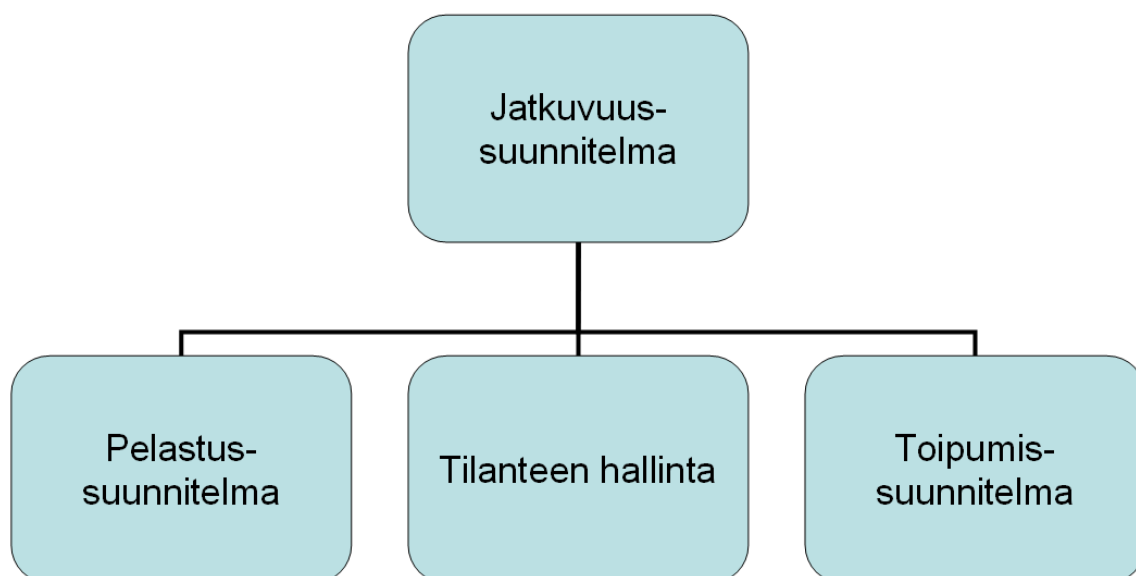 Jatkuvuus-
suunnitelma
Pelastus-
suunnitelma
Tilanteen hallinta
Toipumis-
suunnitelma